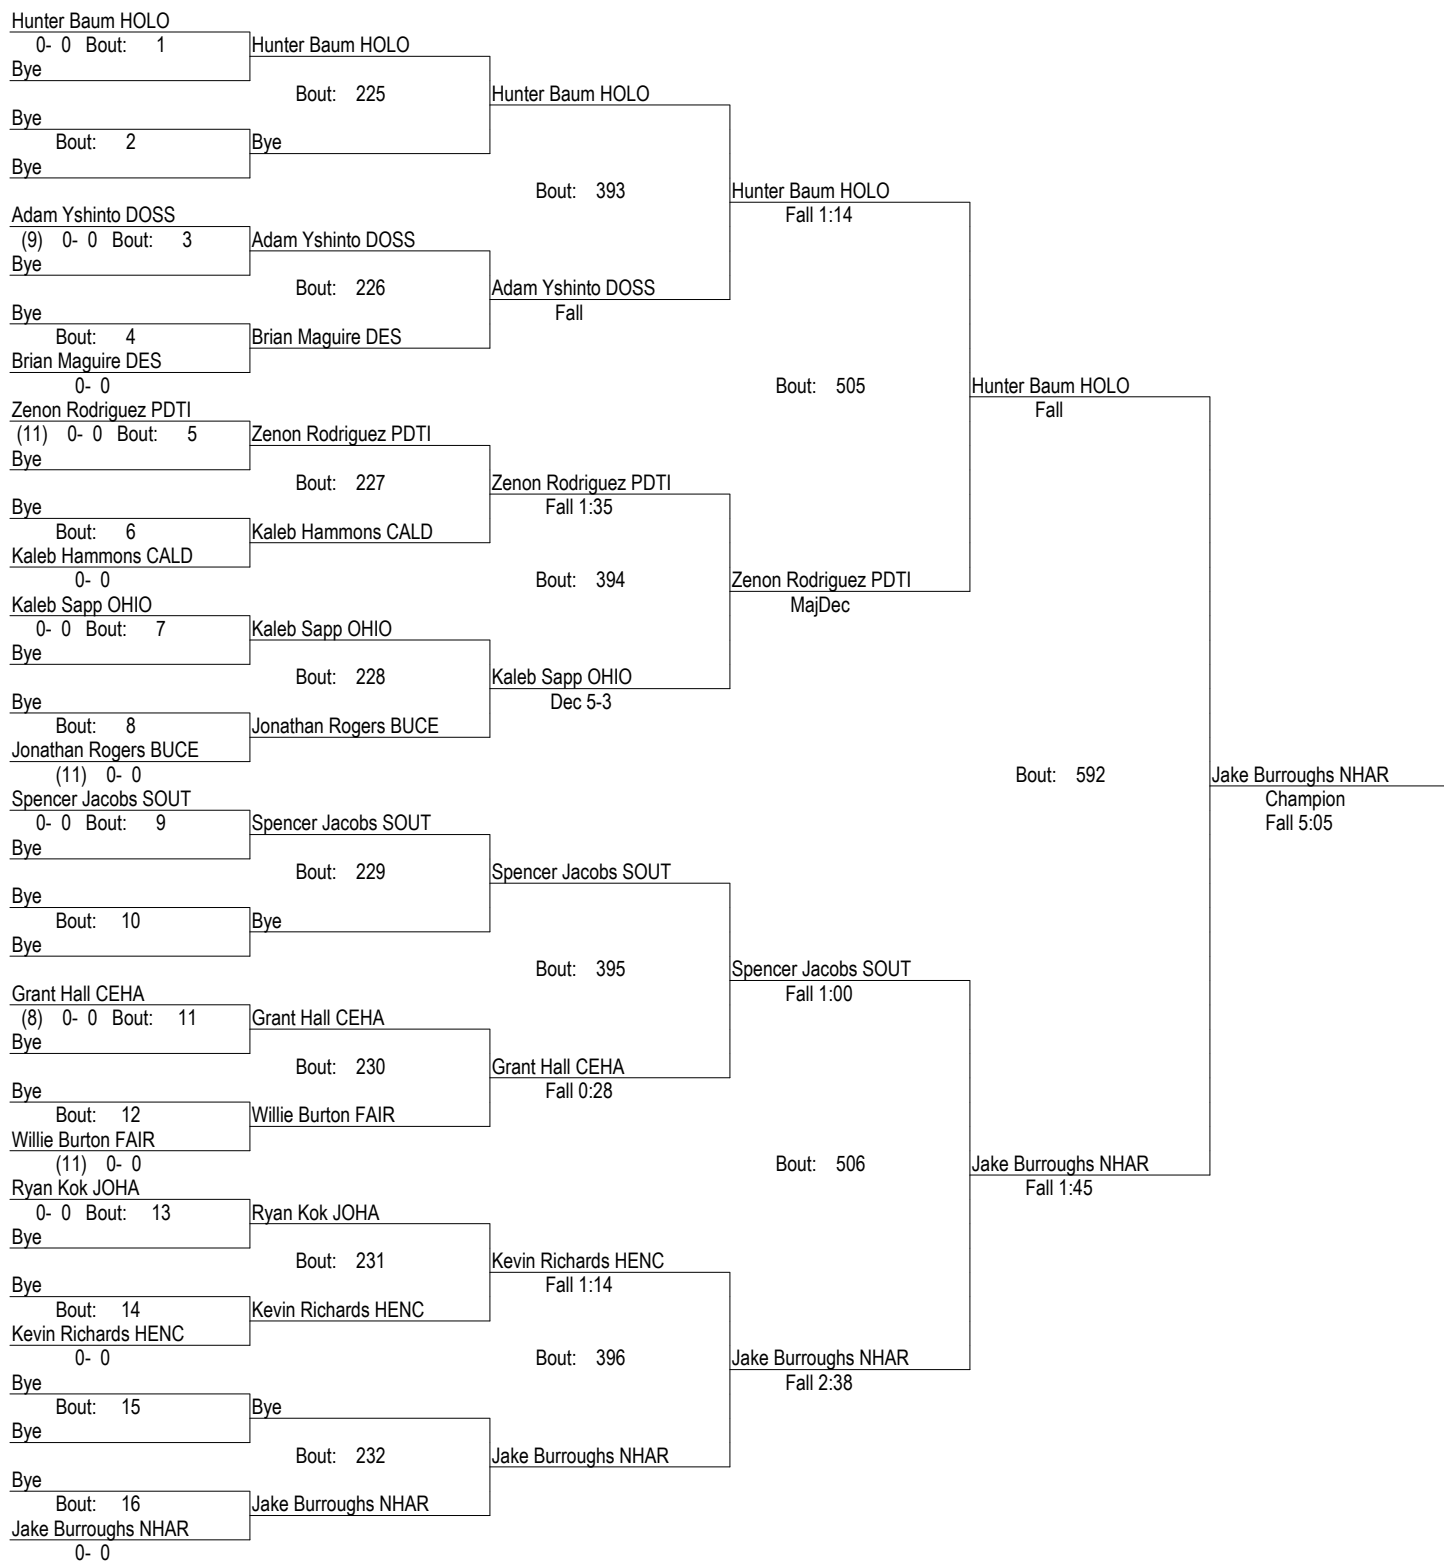 Hunter Baum HOLO
0- 0 Bout: 1
Bye
Bye
Bout: 2
Bye
Adam Yshinto DOSS
(9) 0- 0 Bout: 3
Bye
Bye
Bout: 4
Brian Maguire DES
0- 0
Zenon Rodriguez PDTI
(11) 0- 0 Bout: 5
Bye
Bye
Bout: 6
Kaleb Hammons CALD
0- 0
Kaleb Sapp OHIO
0- 0 Bout: 7
Bye
Bye
Bout: 8
Jonathan Rogers BUCE
(11) 0- 0
Spencer Jacobs SOUT
0- 0 Bout: 9
Bye
Bye
Bout: 10
Bye
Grant Hall CEHA
(8) 0- 0 Bout: 11
Bye
Bye
Bout: 12
Willie Burton FAIR
(11) 0- 0
Ryan Kok JOHA
0- 0 Bout: 13
Bye
Bye
Bout: 14
Kevin Richards HENC
0- 0
Bye
Bout: 15
Bye
Bye
Bout: 16
Jake Burroughs NHAR
0- 0
Hunter Baum HOLO
Bout: 225
Bye
Adam Yshinto DOSS
Bout: 226
Brian Maguire DES
Zenon Rodriguez PDTI
Bout: 227
Kaleb Hammons CALD
Kaleb Sapp OHIO
Bout: 228
Jonathan Rogers BUCE
Spencer Jacobs SOUT
Bout: 229
Bye
Grant Hall CEHA
Bout: 230
Willie Burton FAIR
Ryan Kok JOHA
Bout: 231
Kevin Richards HENC
Bye
Bout: 232
Jake Burroughs NHAR
Hunter Baum HOLO
Bout: 393
Adam Yshinto DOSS
Fall
Zenon Rodriguez PDTI
Fall 1:35
Bout: 394
Kaleb Sapp OHIO
Dec 5-3
Spencer Jacobs SOUT
Bout: 395
Grant Hall CEHA
Fall 0:28
Kevin Richards HENC
Fall 1:14
Bout: 396
Jake Burroughs NHAR
Hunter Baum HOLO
Fall 1:14
Bout: 505
Zenon Rodriguez PDTI
MajDec
Spencer Jacobs SOUT
Fall 1:00
Bout: 506
Jake Burroughs NHAR
Fall 2:38
Hunter Baum HOLO
Fall
Bout: 592
Jake Burroughs NHAR
Fall 1:45
Jake Burroughs NHAR
Champion
Fall 5:05